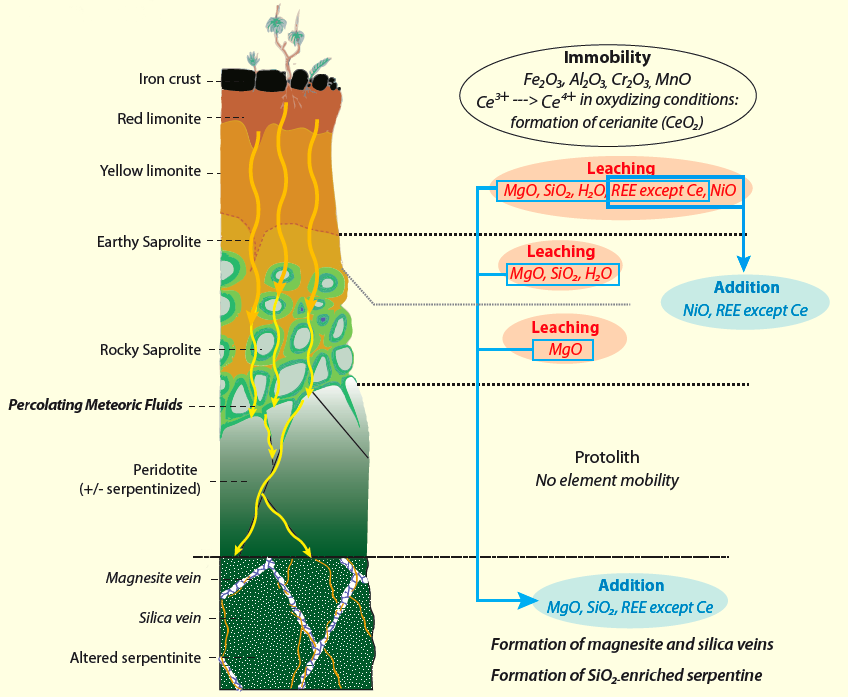 Iron crust
Red limonite
Yellow limonite
Earthy Saprolite
Rocky Saprolite
Percolating Meteoric Fluids
Peridotite
(+/- serpentinized)
Magnesite vein
Silica vein
Altered serpentinite
Immobility
Fe₂O₃, Al₂O₃, Cr₂O₃, MnO
Ce³⁺ ---> Ce⁴⁺ in oxydizing conditions:
formation of cerianite (CeO₂)
Leaching
MgO, SiO₂, H₂O, REE except Ce, NiO
Leaching
MgO, SiO₂, H₂O
Addition
NiO, REE except Ce
Leaching
MgO
Protolith
No element mobility
Addition
MgO, SiO₂, REE except Ce
Formation of magnesite and silica veins
Formation of SiO₂-enriched serpentine